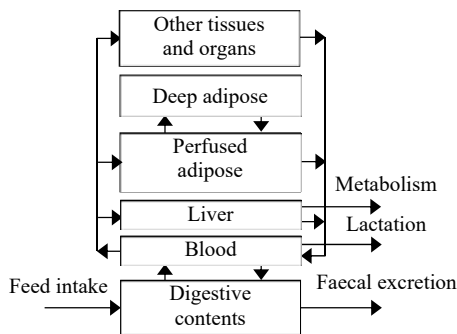 Other tissues
and organs
Deep adipose
Perfused
adipose
Metabolism
Liver
Lactation
Blood
Feed intake
Faecal excretion
Digestive
contents